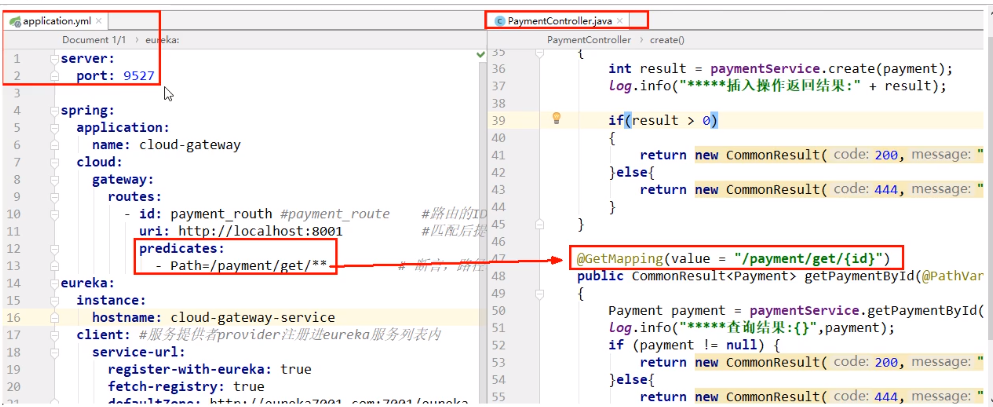 application.yml
Document 1/1 › eureka:
1 server:
2 port: 9527
3
4 spring:
5 application:
6 name: cloud-gateway
7 cloud:
8 gateway:
9 routes:
10 - id: payment_routh #payment_route #路由的ID
11 uri: http://localhost:8001 #匹配后提
12 predicates:
13 - Path=/payment/get/** # 断言，路径
14 eureka:
15 instance:
16 hostname: cloud-gateway-service
17 client: #服务提供者provider注册进eureka服务列表内
18 service-url:
19 register-with-eureka: true
20 fetch-registry: true
21 defaultZone: http://eureka7001.com:7001/eureka
PaymentController.java
PaymentController › create()
35 {
36 int result = paymentService.create(payment);
37 log.info("*****插入操作返回结果:" + result);
38
39 if(result > 0)
40 {
41 return new CommonResult( code: 200, message: "
42 }else{
43 return new CommonResult( code: 444, message: "
44 }
45 }
46
47 @GetMapping(value = "/payment/get/{id}")
48 public CommonResult<Payment> getPaymentById(@PathVar
49 {
50 Payment payment = paymentService.getPaymentById(
51 log.info("*****查询结果:{}",payment);
52 if (payment != null) {
53 return new CommonResult( code: 200, message: "
54 }else{
55 return new CommonResult( code: 444, message: "